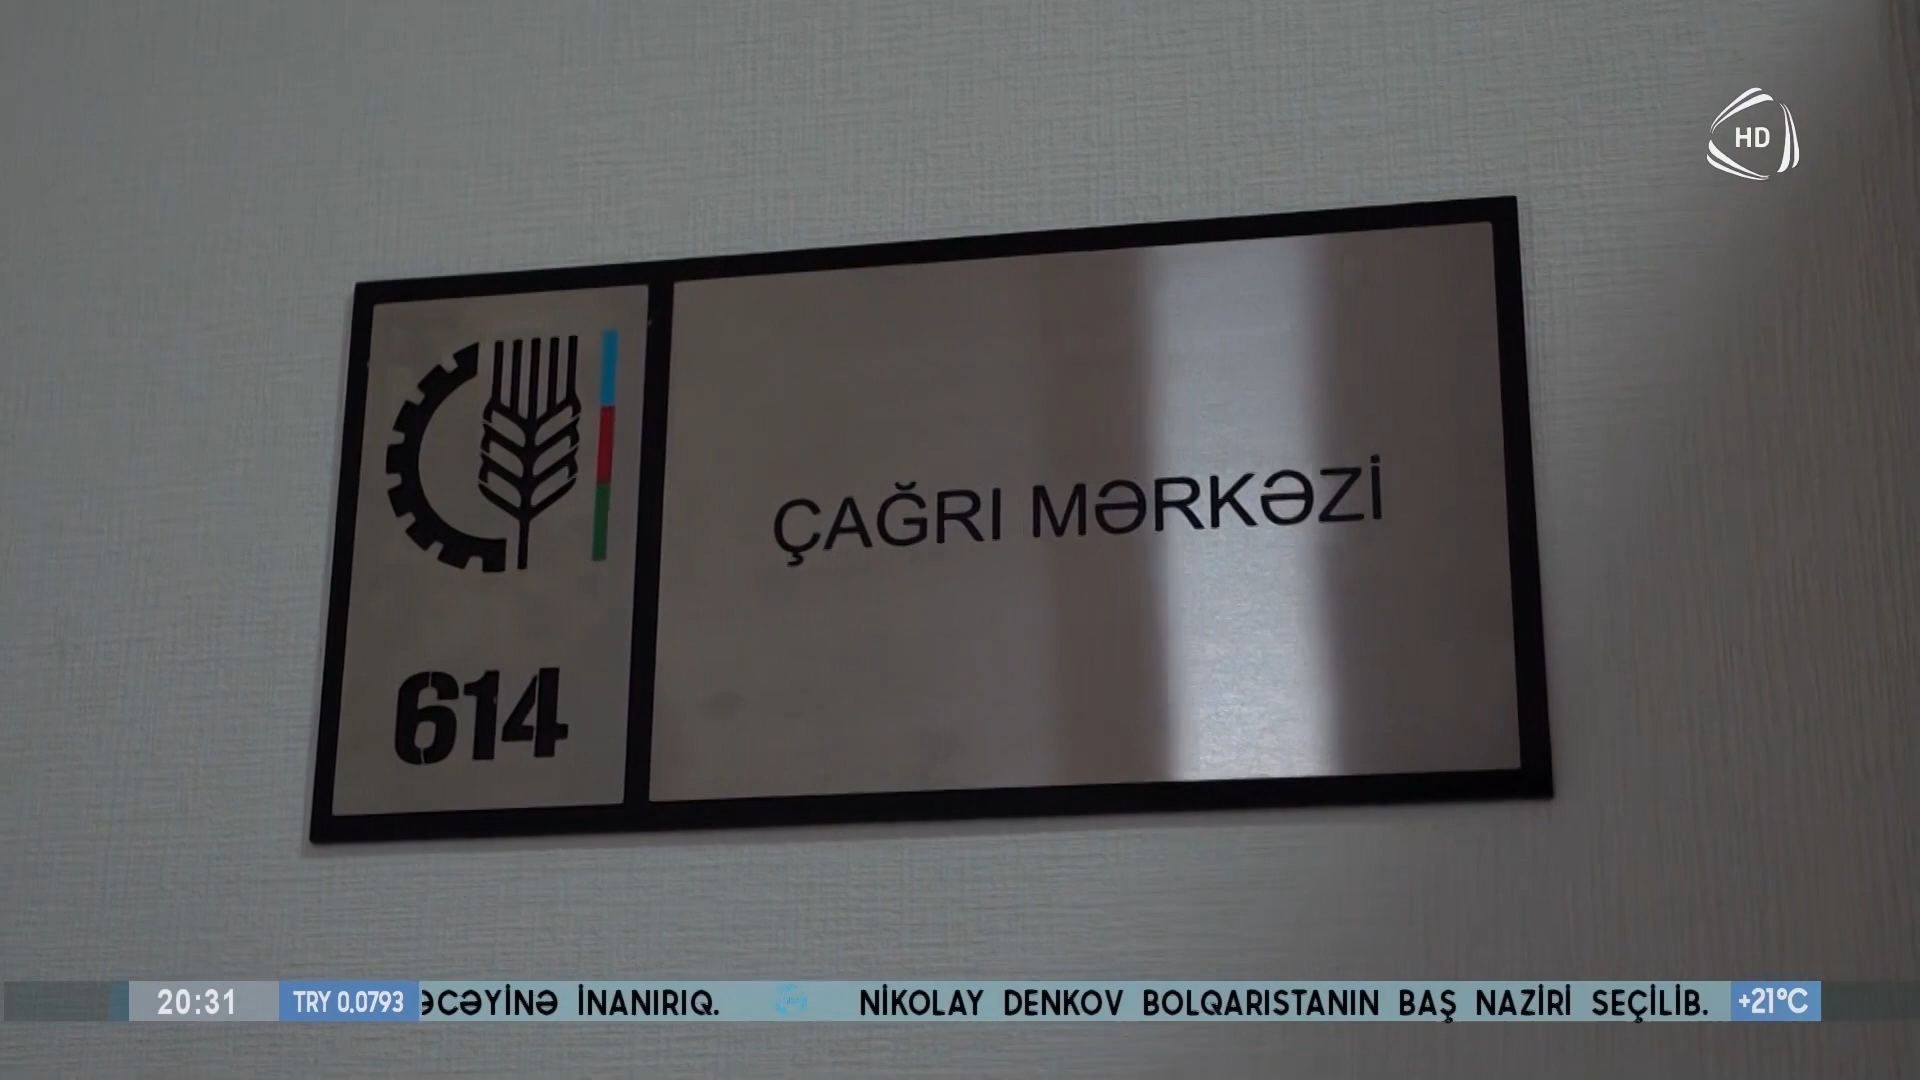 HD
ÇAĞRI MƏRKƏZİ
614
20:31 TRY 0.0793 ƏCƏYİNƏ İNANIRIQ. NİKOLAY DENKOV BOLQARISTANIN BAŞ NAZİRİ SEÇİLİB. +21°C